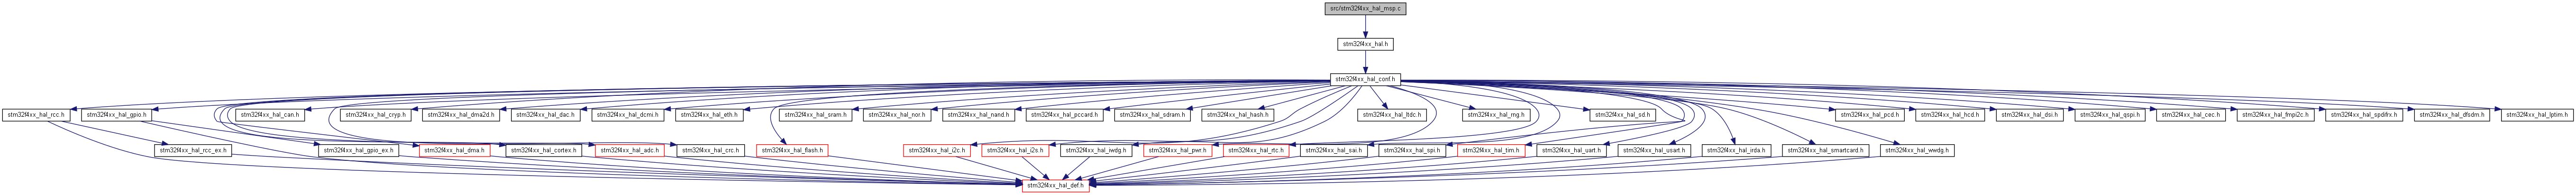 src/stm32f4xx_hal_msp.c
stm32f4xx_hal.h
stm32f4xx_hal_conf.h
stm32f4xx_hal_rcc.h
stm32f4xx_hal_gpio.h
stm32f4xx_hal_can.h
stm32f4xx_hal_cryp.h
stm32f4xx_hal_dma2d.h
stm32f4xx_hal_dac.h
stm32f4xx_hal_dcmi.h
stm32f4xx_hal_eth.h
stm32f4xx_hal_sram.h
stm32f4xx_hal_nor.h
stm32f4xx_hal_nand.h
stm32f4xx_hal_pccard.h
stm32f4xx_hal_sdram.h
stm32f4xx_hal_hash.h
stm32f4xx_hal_ltdc.h
stm32f4xx_hal_rng.h
stm32f4xx_hal_sd.h
stm32f4xx_hal_pcd.h
stm32f4xx_hal_hcd.h
stm32f4xx_hal_dsi.h
stm32f4xx_hal_qspi.h
stm32f4xx_hal_cec.h
stm32f4xx_hal_fmpi2c.h
stm32f4xx_hal_spdifrx.h
stm32f4xx_hal_dfsdm.h
stm32f4xx_hal_lptim.h
stm32f4xx_hal_rcc_ex.h
stm32f4xx_hal_gpio_ex.h
stm32f4xx_hal_dma.h
stm32f4xx_hal_cortex.h
stm32f4xx_hal_adc.h
stm32f4xx_hal_crc.h
stm32f4xx_hal_flash.h
stm32f4xx_hal_i2c.h
stm32f4xx_hal_i2s.h
stm32f4xx_hal_iwdg.h
stm32f4xx_hal_pwr.h
stm32f4xx_hal_rtc.h
stm32f4xx_hal_sai.h
stm32f4xx_hal_spi.h
stm32f4xx_hal_tim.h
stm32f4xx_hal_uart.h
stm32f4xx_hal_usart.h
stm32f4xx_hal_irda.h
stm32f4xx_hal_smartcard.h
stm32f4xx_hal_wwdg.h
stm32f4xx_hal_def.h